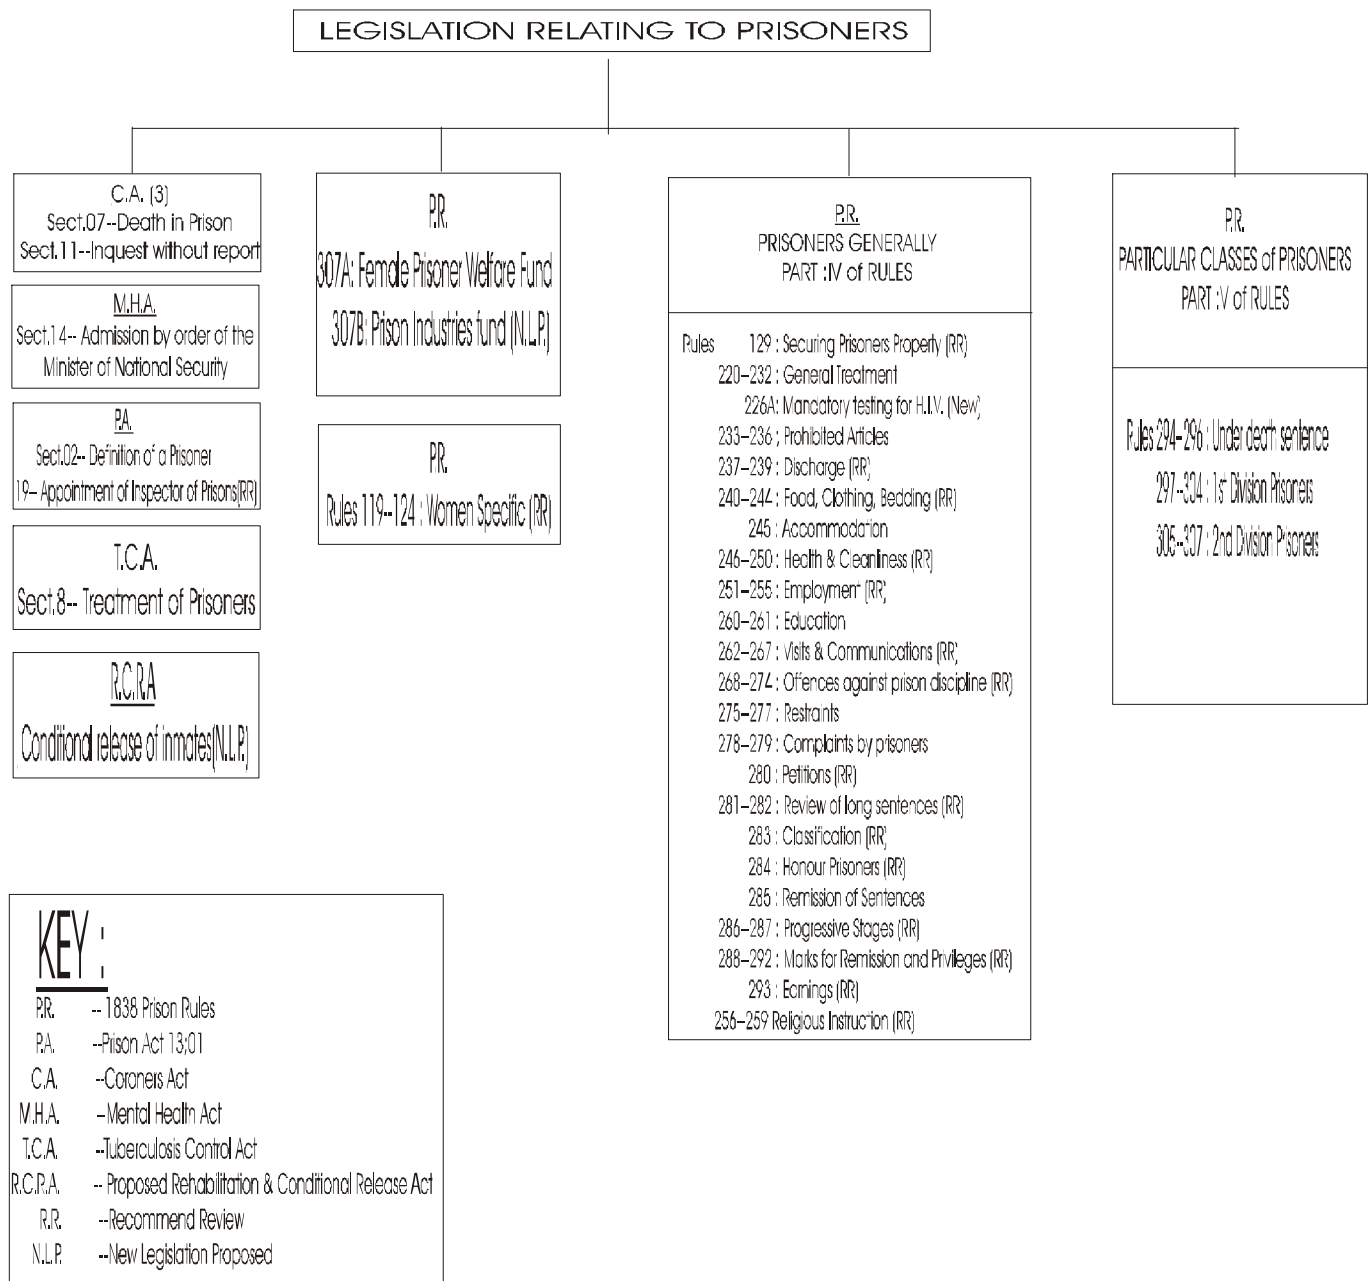 LEGISLATION RELATING TO PRISONERS
C.A. (3)
Sect.07--Death in Prison
Sect.11--Inquest without report
M.H.A.
Sect.14-- Admission by order of the
Minister of National Security
P.A.
Sect.02-- Definition of a Prisoner
19-- Appointment of Inspector of Prisons(RR)
T.C.A.
Sect.8-- Treatment of Prisoners
R.C.R.A
Conditional release of inmates(N.L.P.)
P.R.
307A: Female Prisoner Welfare Fund
307B: Prison Industries fund (N.L.P.)
P.R.
Rules 119--124 : Women Specific (RR)
P.R.
PRISONERS GENERALLY
PART :IV of RULES
Rules 129 : Securing Prisoners Property (RR)
220--232 : General Treatment
226A: Mandatory testing for H.I.V. (New)
233--236 ; Prohibited Articles
237--239 : Discharge (RR)
240--244 : Food, Clothing, Bedding (RR)
245 : Accommodation
246--250 : Health & Cleanliness (RR)
251--255 : Employment (RR)
260--261 : Education
262--267 : Visits & Communications (RR)
268--274 : Offences against prison discipline (RR)
275--277 : Restraints
278--279 : Complaints by prisoners
280 : Petitions (RR)
281--282 : Review of long sentences (RR)
283 : Classification (RR)
284 : Honour Prisoners (RR)
285 : Remission of Sentences
286--287 : Progressive Stages (RR)
288--292 : Marks for Remission and Privileges (RR)
293 : Earnings (RR)
256--259 Religious Instruction (RR)
P.R.
PARTICULAR CLASSES of PRISONERS
PART :V of RULES
Rules 294--296 : Under death sentence
297--304 : 1st Division Prisoners
305--307 : 2nd Division Prisoners
KEY :
P.R. -- 1838 Prison Rules
P.A. --Prison Act 13;01
C.A. --Coroners Act
M.H.A. --Mental Health Act
T.C.A. --Tuberculosis Control Act
R.C.R.A. -- Proposed Rehabilitation & Conditional Release Act
R.R. --Recommend Review
N.L.P. --New Legislation Proposed